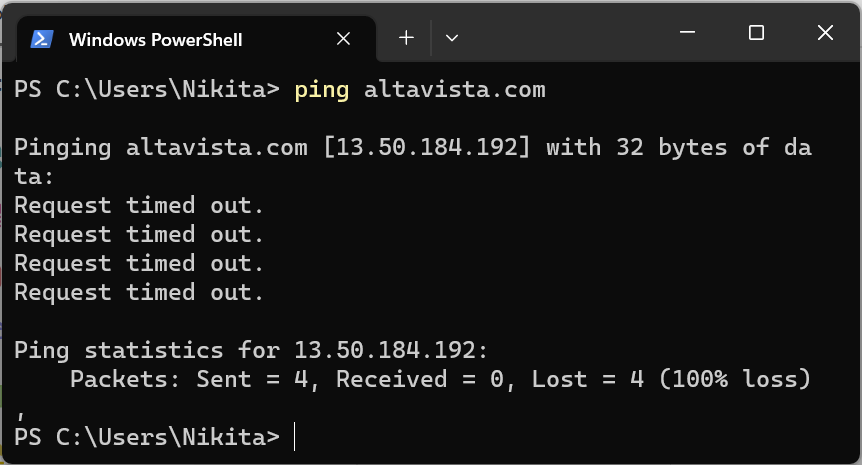 Windows PowerShell
PS C:\Users\Nikita> ping altavista.com
Pinging altavista.com [13.50.184.192] with 32 bytes of da
ta:
Request timed out.
Request timed out.
Request timed out.
Request timed out.
Ping statistics for 13.50.184.192:
    Packets: Sent = 4, Received = 0, Lost = 4 (100% loss)
,
PS C:\Users\Nikita>